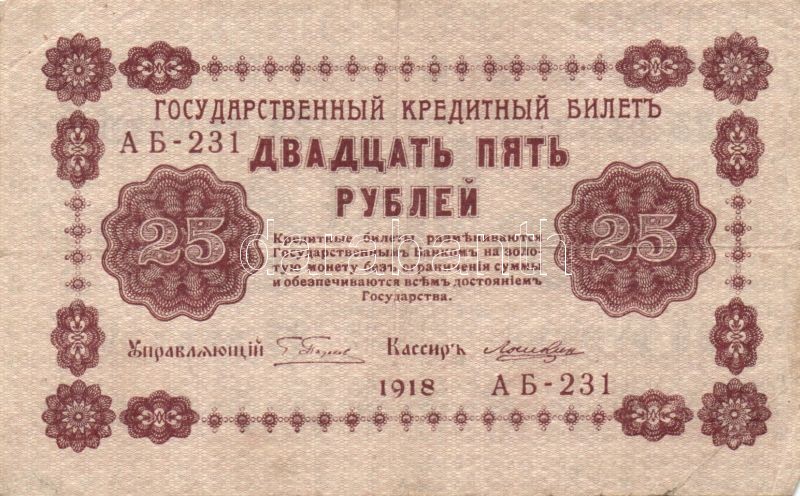 ГОСУДАРСТВЕННЫЙ КРЕДИТНЫЙ БИЛЕТЪ
АБ-231
ДВАДЦАТЬ ПЯТЬ
РУБЛЕЙ
25
25
Кредитные билеты размѣниваются
Государственнымъ Банкомъ на золо-
тую монету безъ ограниченія суммы
и обезпечиваются всѣмъ достояніемъ
Государства.
Управляющій
Кассиръ
1918
АБ-231